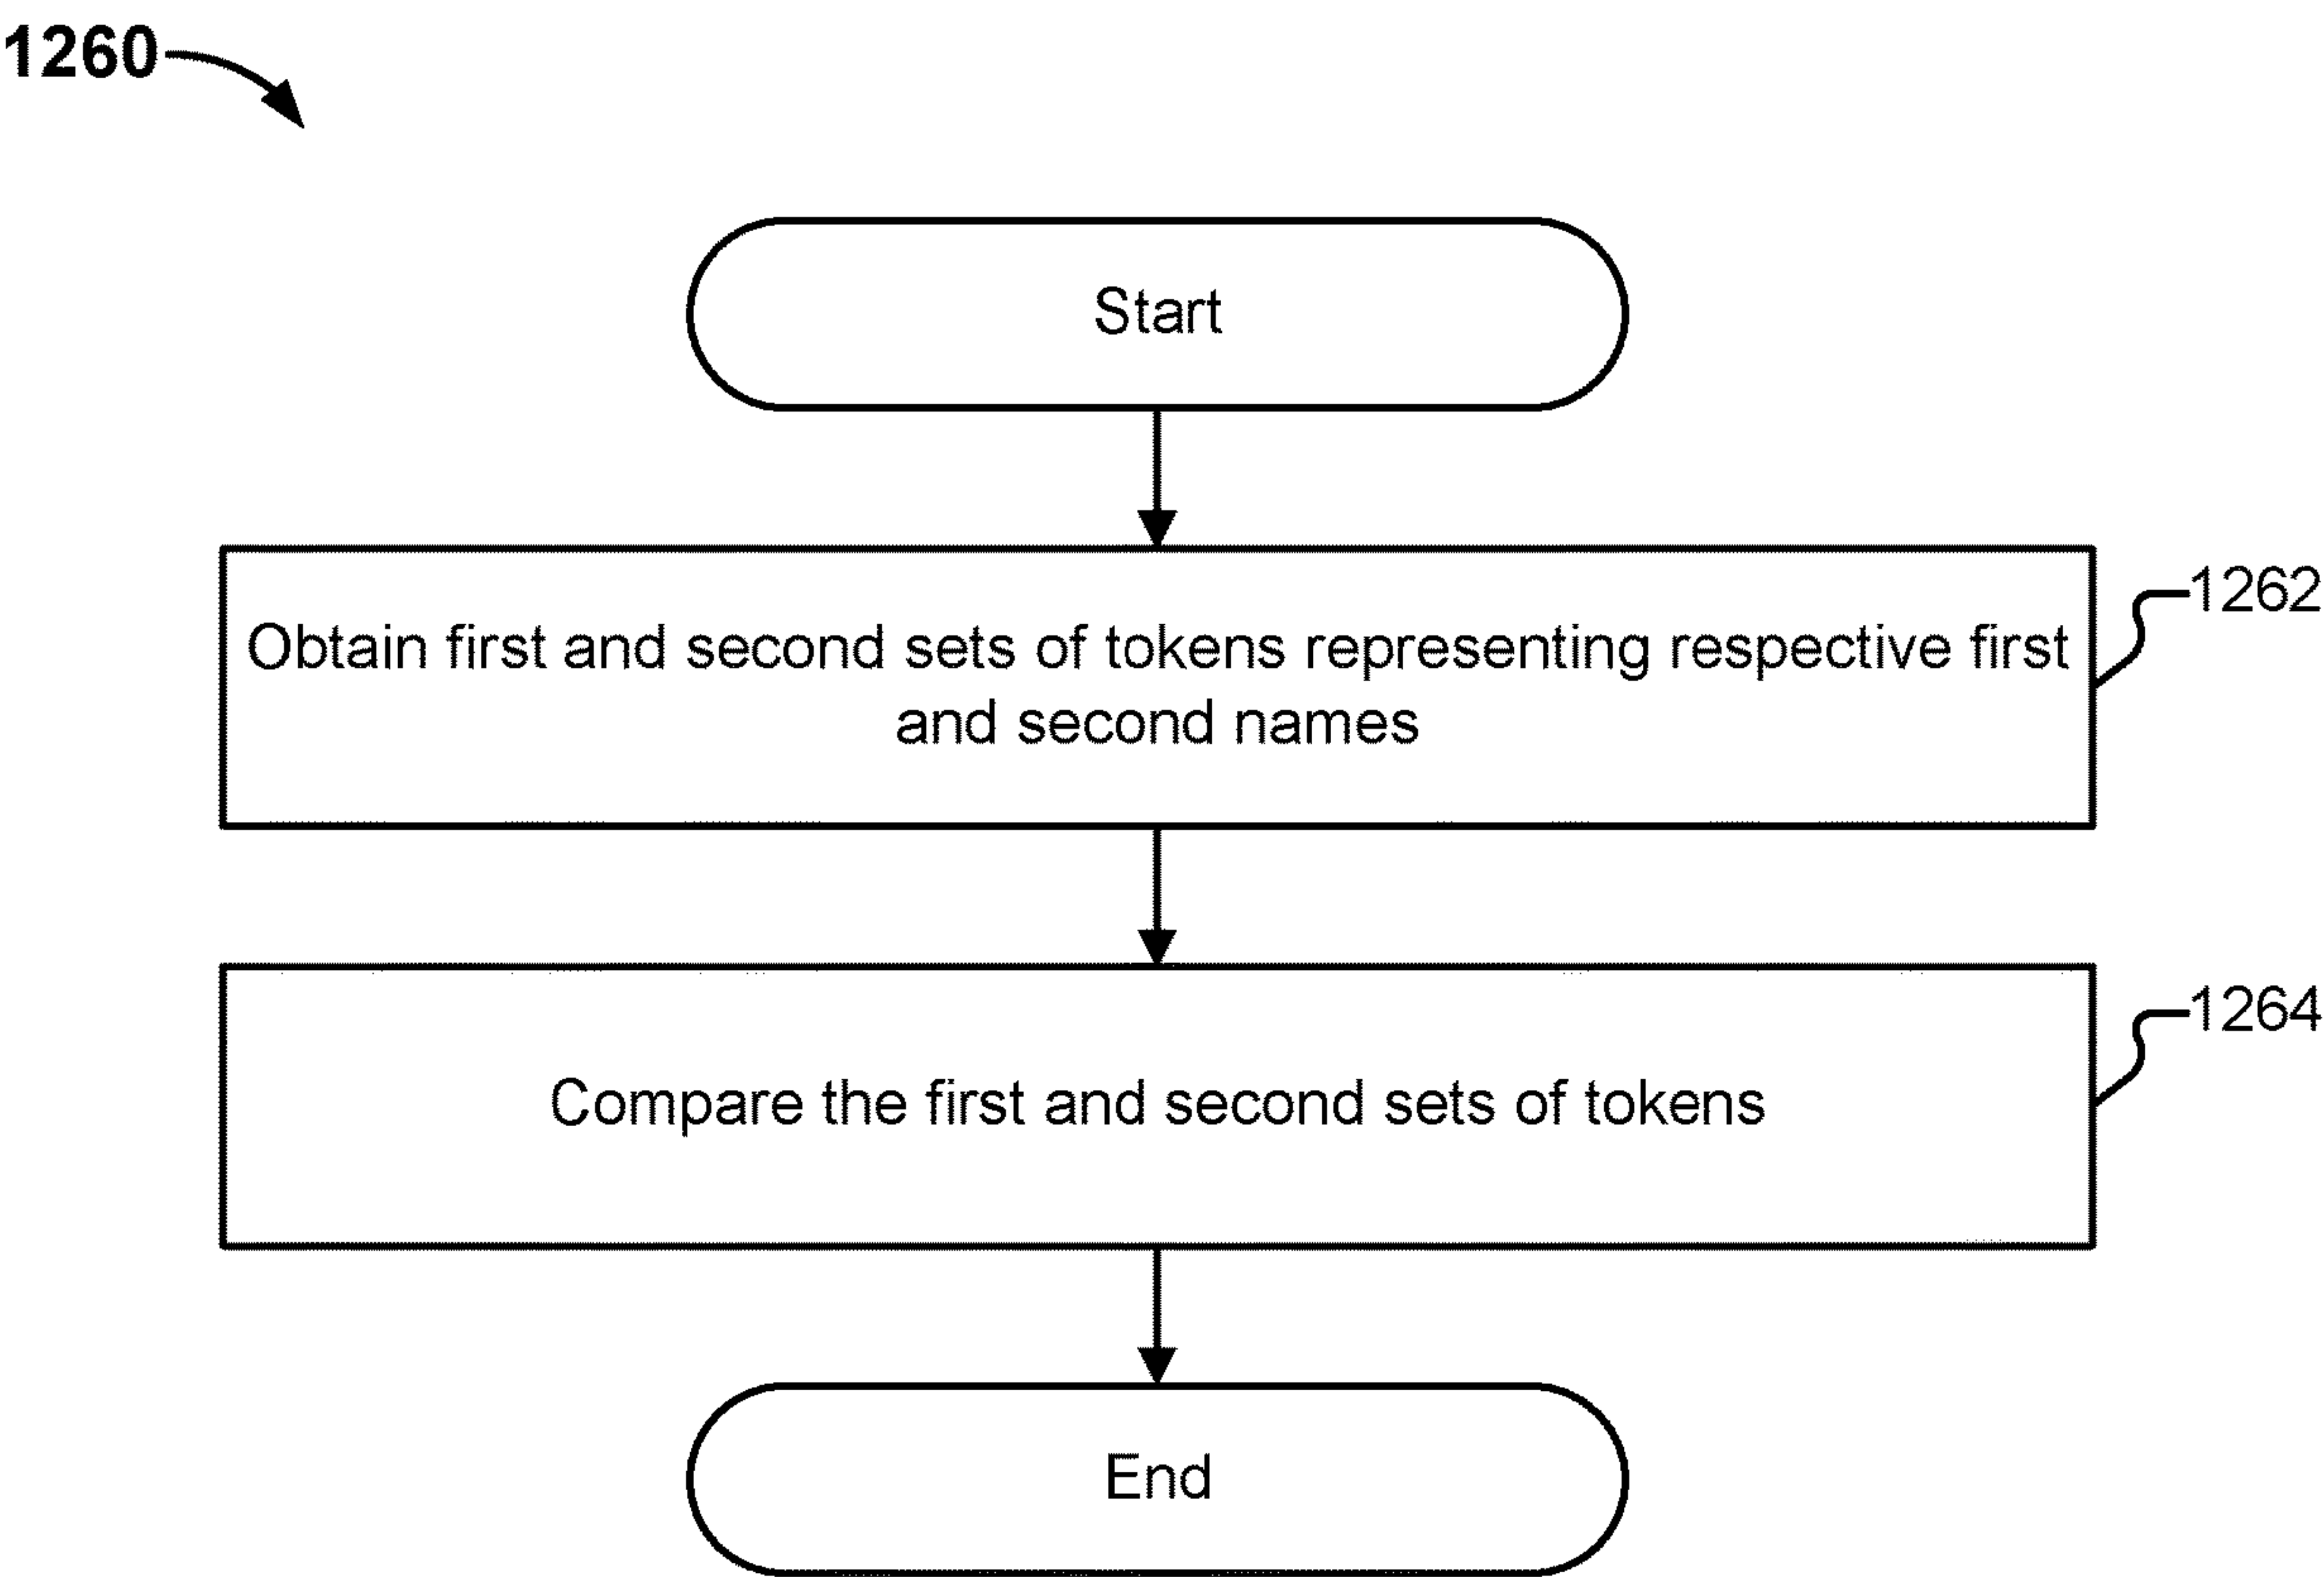 1260
Start
Obtain first and second sets of tokens representing respective first
and second names
1262
Compare the first and second sets of tokens
1264
End